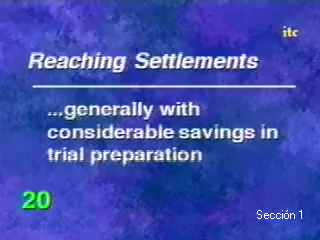 itc
Reaching Settlements
...generally with
considerable savings in
trial preparation
20
Sección 1